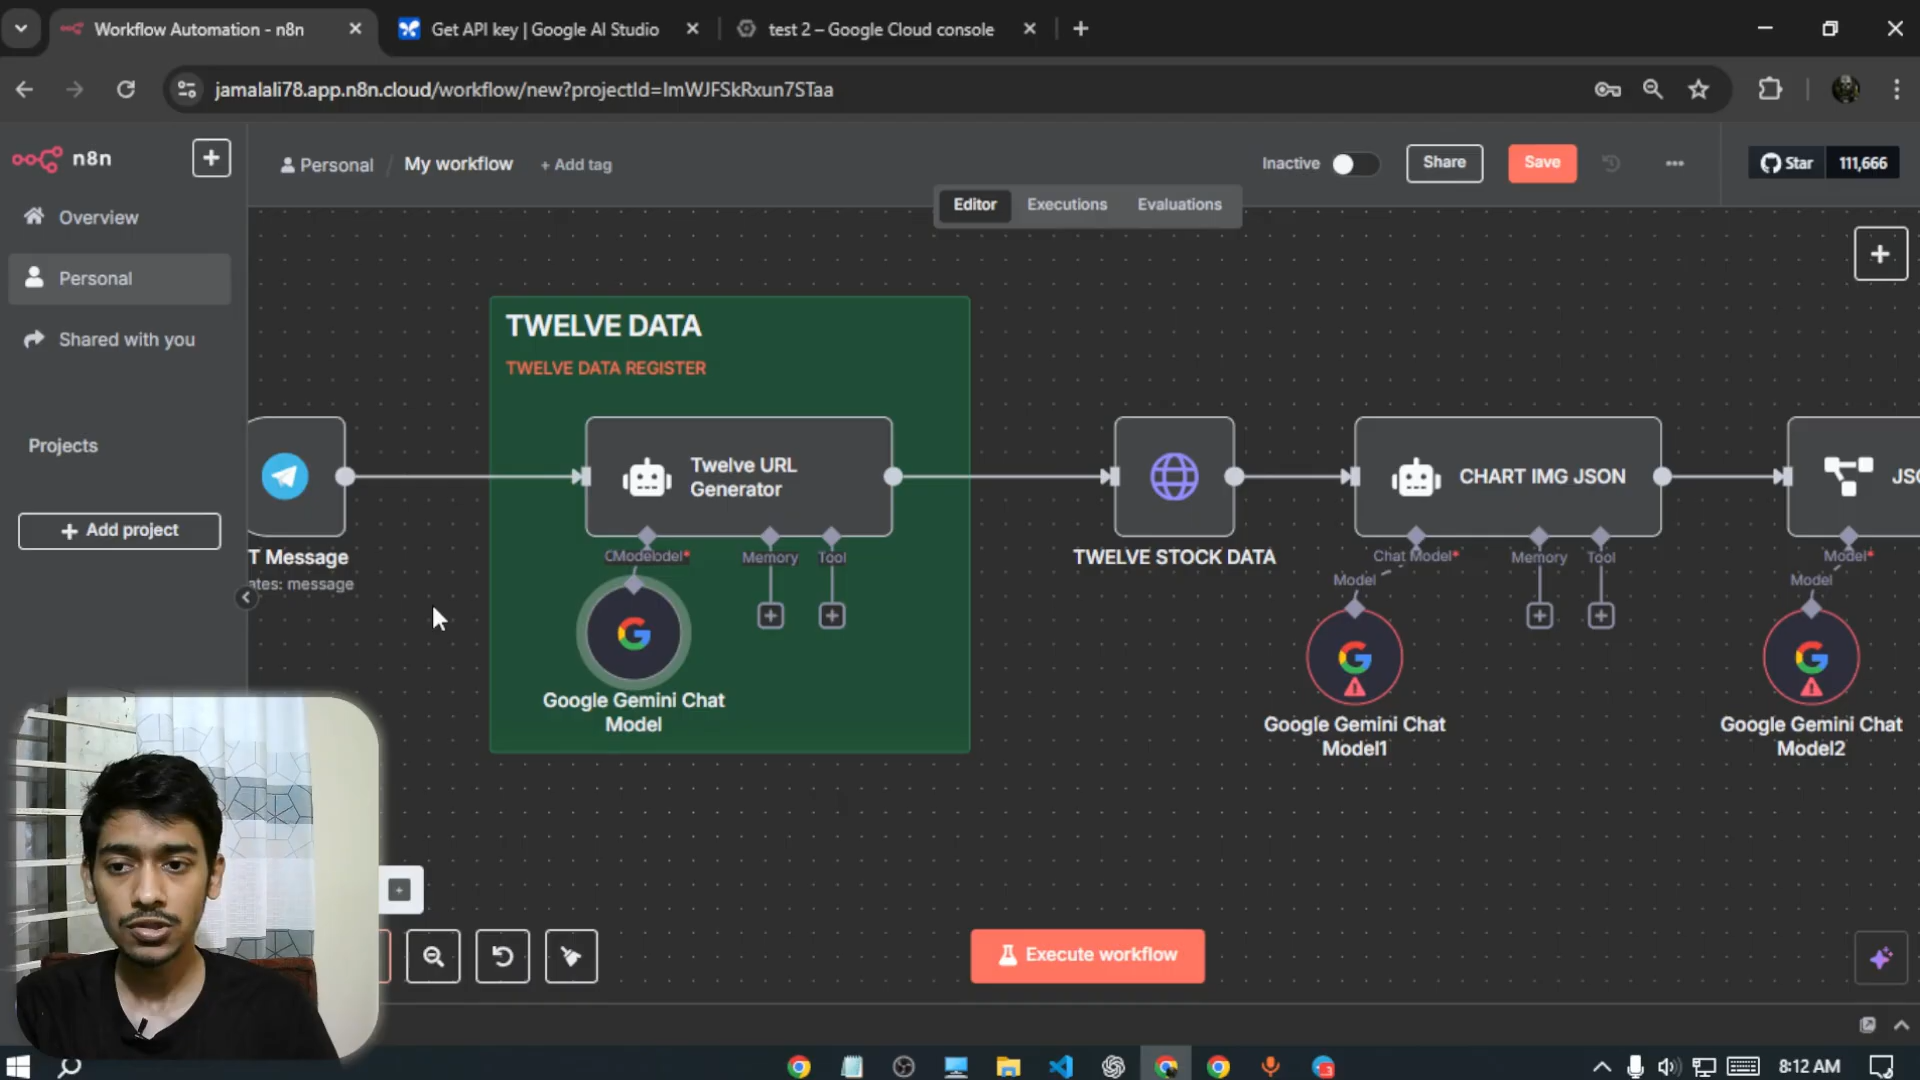 Workflow Automation - n8n
Get API key | Google AI Studio
test 2 – Google Cloud console
jamalali78.app.n8n.cloud/workflow/new?projectId=ImWJFSkRxun7STaa
n8n
Personal / My workflow + Add tag
Inactive
Share
Save
Star 111,666
Editor Executions Evaluations
Overview
Personal
Shared with you
Projects
+ Add project
TWELVE DATA
TWELVE DATA REGISTER
Twelve URL
Generator
CHART IMG JSON
T Message
ates: message
Memory
Tool
TWELVE STOCK DATA
Chat Model*
Memory
Tool
Model*
Model
Model
Google Gemini Chat
Model
Google Gemini Chat
Model1
Google Gemini Chat
Model2
Execute workflow
8:12 AM